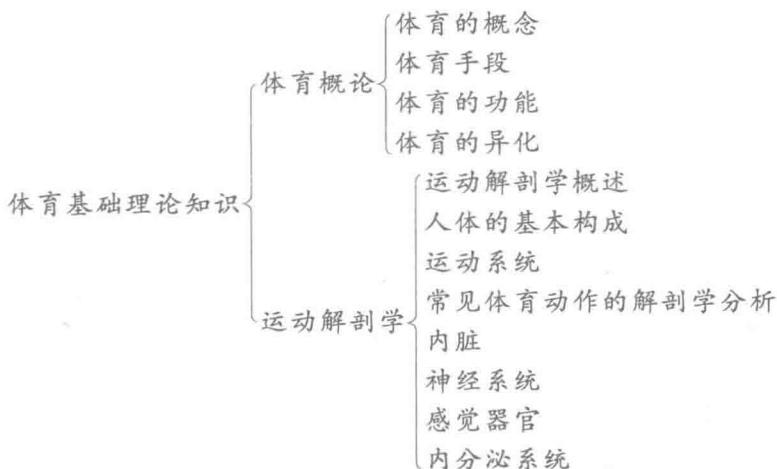 体育基础理论知识
体育概论
体育的概念
体育手段
体育的功能
体育的异化
运动解剖学
运动解剖学概述
人体的基本构成
运动系统
常见体育动作的解剖学分析
内脏
神经系统
感觉器官
内分泌系统